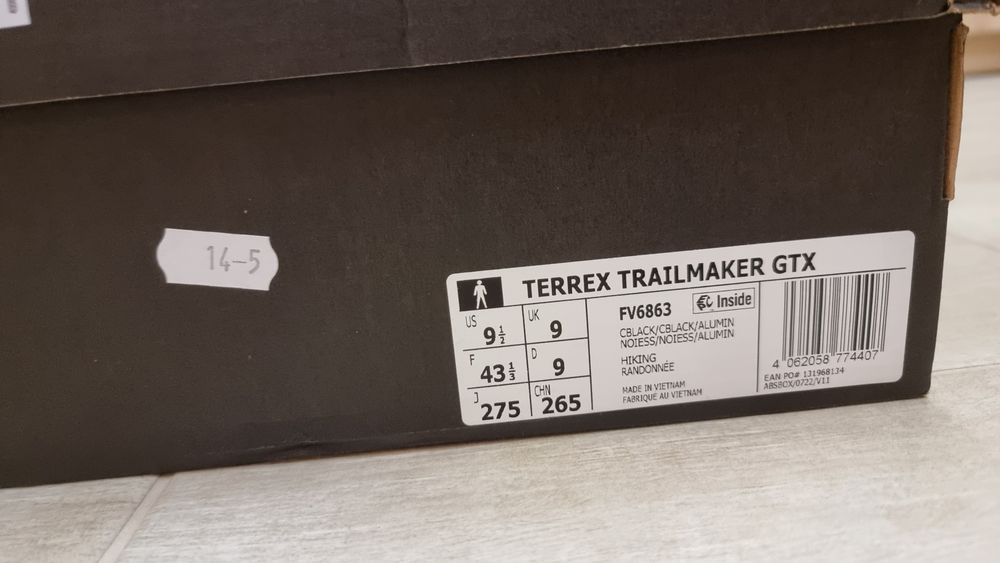 14-5
TERREX TRAILMAKER GTX
US 9½ UK 9
F 43⅓ D 9
J 275 CHN 265
FV6863
Inside
CBLACK/CBLACK/ALUMIN
NOIESS/NOIESS/ALUMIN
HIKING
RANDONNÉE
MADE IN VIETNAM
FABRIQUE AU VIETNAM
4 062058 774407
EAN PO# 131968134
ABSBOX/0722/V11